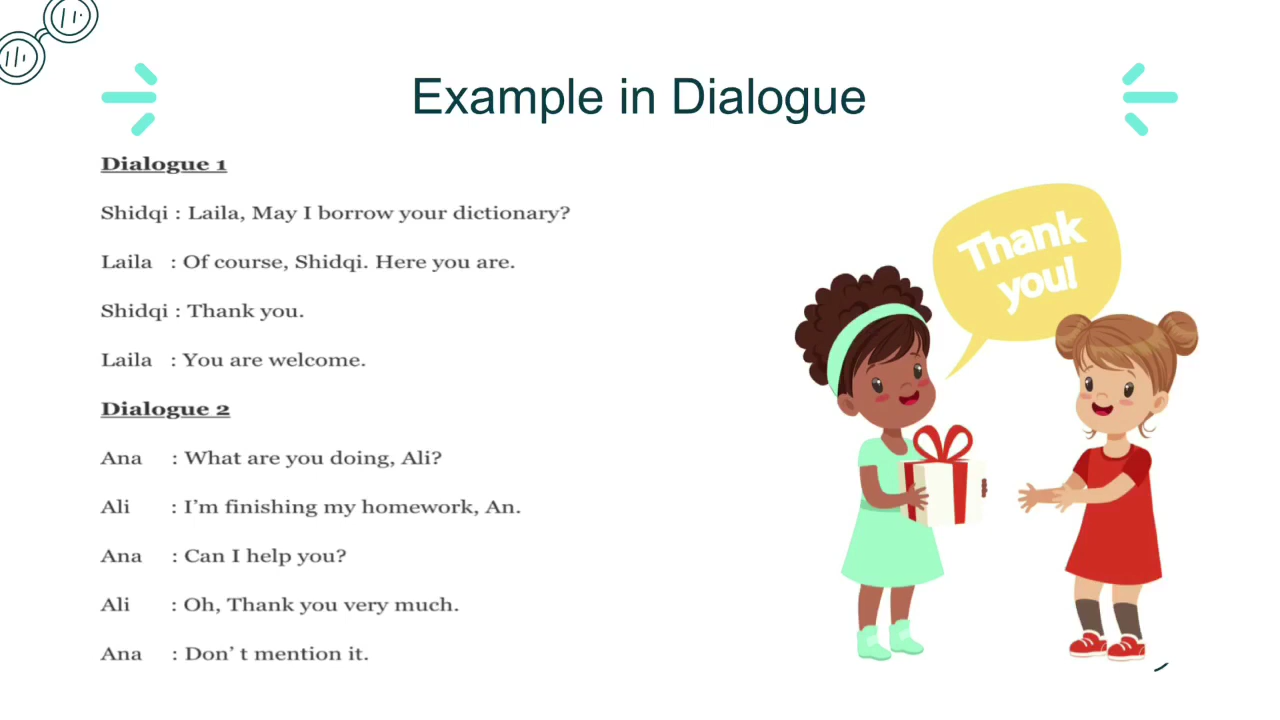 Example in Dialogue
Dialogue 1
Shidqi : Laila, May I borrow your dictionary?
Laila : Of course, Shidqi. Here you are.
Shidqi : Thank you.
Laila : You are welcome.
Dialogue 2
Ana : What are you doing, Ali?
Ali : I'm finishing my homework, An.
Ana : Can I help you?
Ali : Oh, Thank you very much.
Ana : Don' t mention it.
Thank
you!